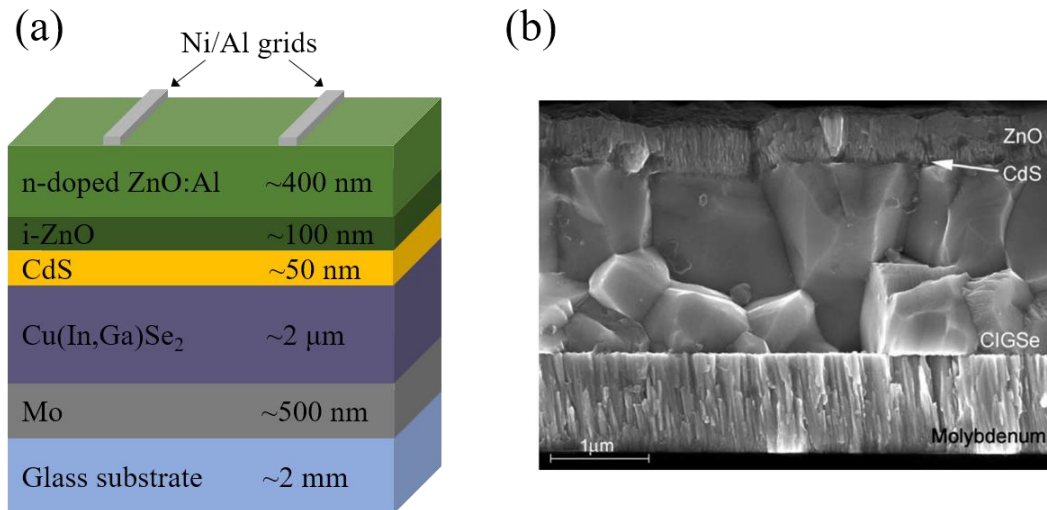 (a)
Ni/Al grids
n-doped ZnO:Al ~400 nm
i-ZnO ~100 nm
CdS ~50 nm
Cu(In,Ga)Se₂ ~2 μm
Mo ~500 nm
Glass substrate ~2 mm
(b)
ZnO
CdS
CIGSe
Molybdenum
1μm